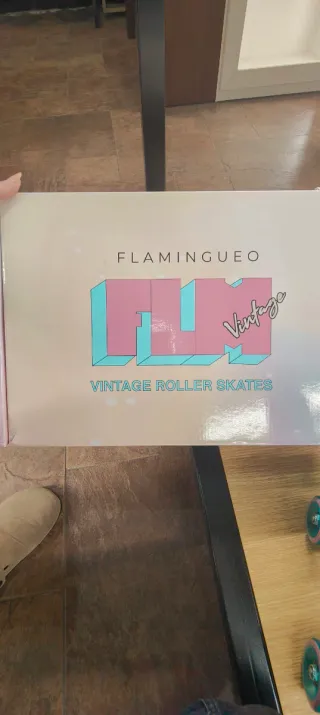 FLAMINGUEO
FLM
Vintage
VINTAGE ROLLER SKATES